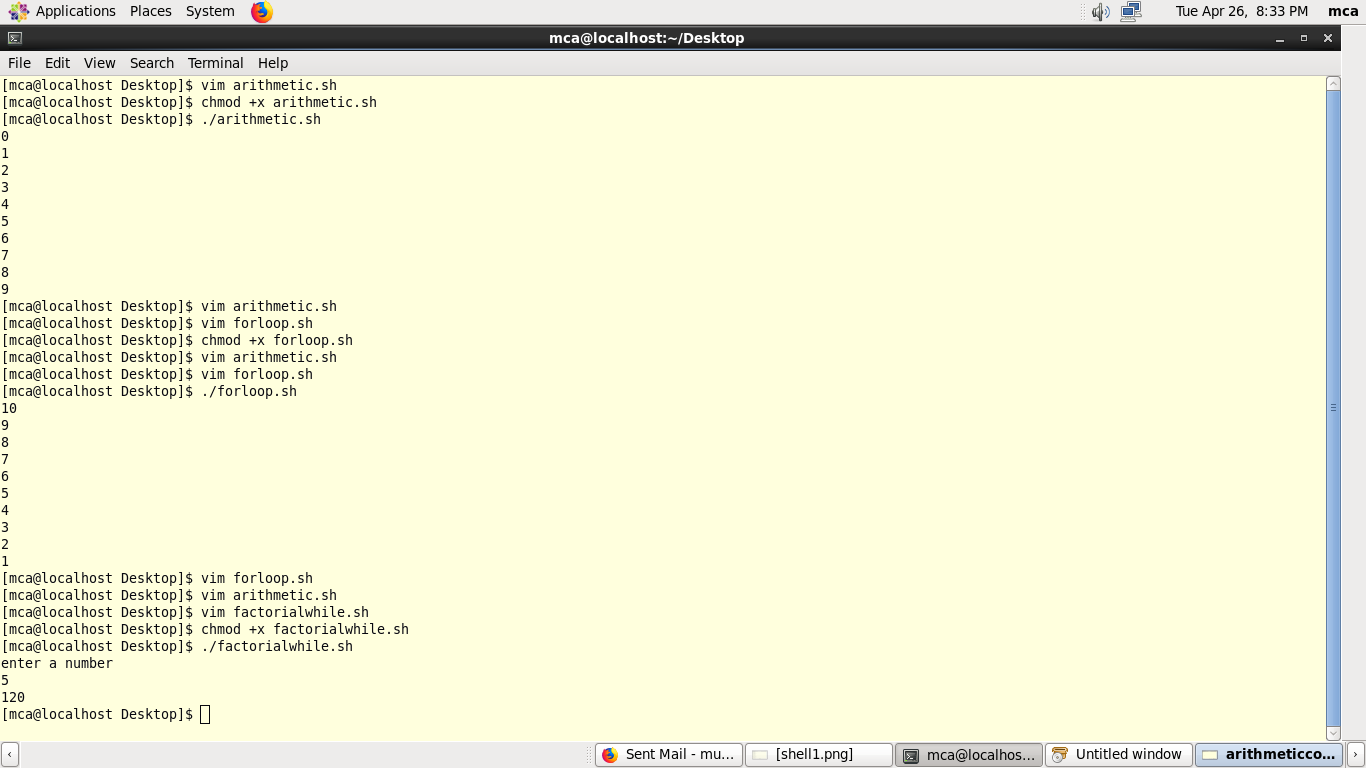 Applications Places System Tue Apr 26, 8:33 PM mca
mca@localhost:~/Desktop
File Edit View Search Terminal Help
[mca@localhost Desktop]$ vim arithmetic.sh
[mca@localhost Desktop]$ chmod +x arithmetic.sh
[mca@localhost Desktop]$ ./arithmetic.sh
0
1
2
3
4
5
6
7
8
9
[mca@localhost Desktop]$ vim arithmetic.sh
[mca@localhost Desktop]$ vim forloop.sh
[mca@localhost Desktop]$ chmod +x forloop.sh
[mca@localhost Desktop]$ vim arithmetic.sh
[mca@localhost Desktop]$ vim forloop.sh
[mca@localhost Desktop]$ ./forloop.sh
10
9
8
7
6
5
4
3
2
1
[mca@localhost Desktop]$ vim forloop.sh
[mca@localhost Desktop]$ vim arithmetic.sh
[mca@localhost Desktop]$ vim factorialwhile.sh
[mca@localhost Desktop]$ chmod +x factorialwhile.sh
[mca@localhost Desktop]$ ./factorialwhile.sh
enter a number
5
120
[mca@localhost Desktop]$
Sent Mail - mu... [shell1.png] mca@localhos... Untitled window arithmeticco...